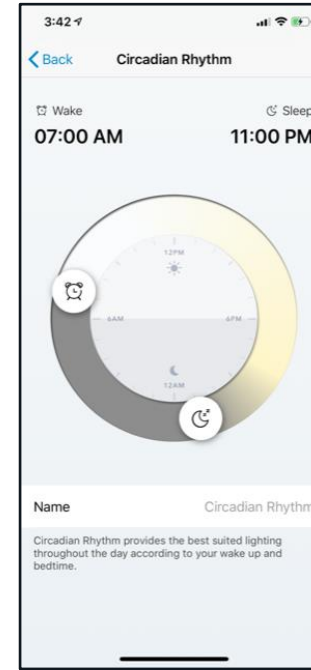 3:42
Back Circadian Rhythm
Wake Sleep
07:00 AM 11:00 PM
12PM
6AM 6PM
12AM
Name Circadian Rhythm
Circadian Rhythm provides the best suited lighting
throughout the day according to your wake up and
bedtime.